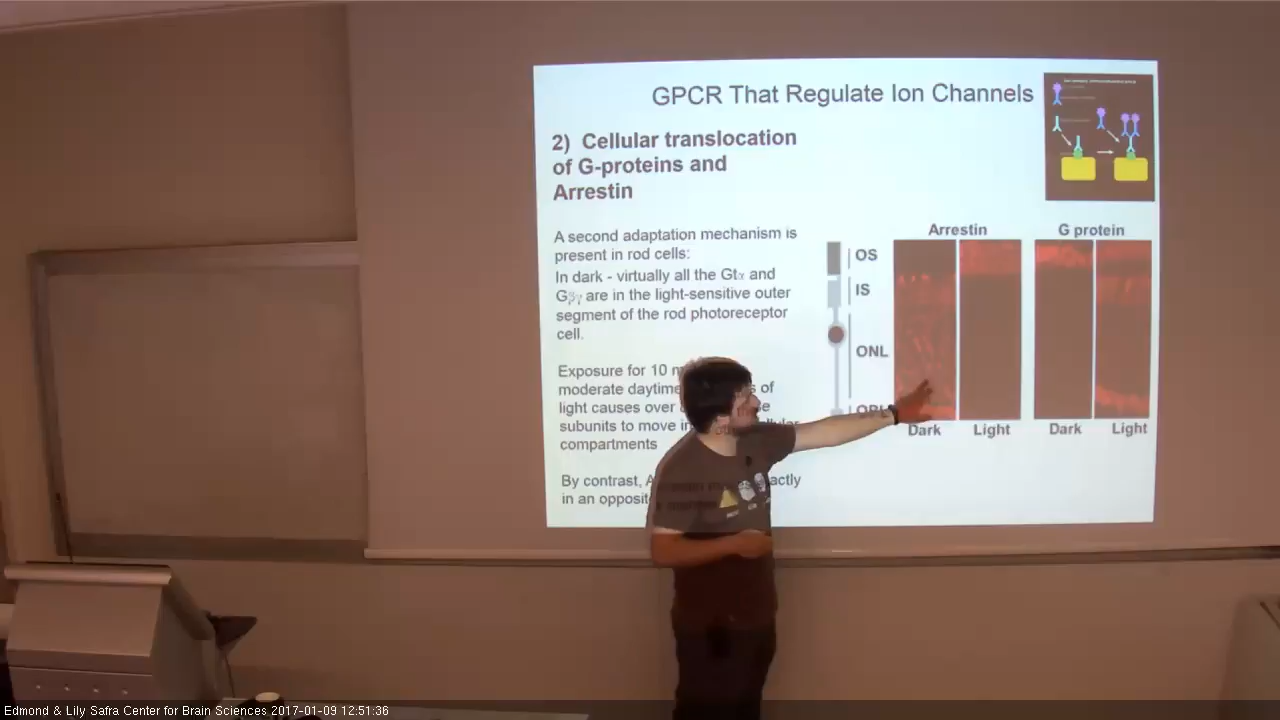 GPCR That Regulate Ion Channels
2) Cellular translocation
of G-proteins and
Arrestin
A second adaptation mechanism is
present in rod cells:
In dark - virtually all the Gtα and
Gβγ are in the light-sensitive outer
segment of the rod photoreceptor
cell.
Exposure for 10
moderate daytime of
light causes over
subunits to move
compartments
By contrast,
in an opposite
Arrestin
G protein
OS
IS
ONL
OPL
Dark
Light
Dark
Light
Edmond & Lily Safra Center for Brain Sciences 2017-01-09 12:51:36